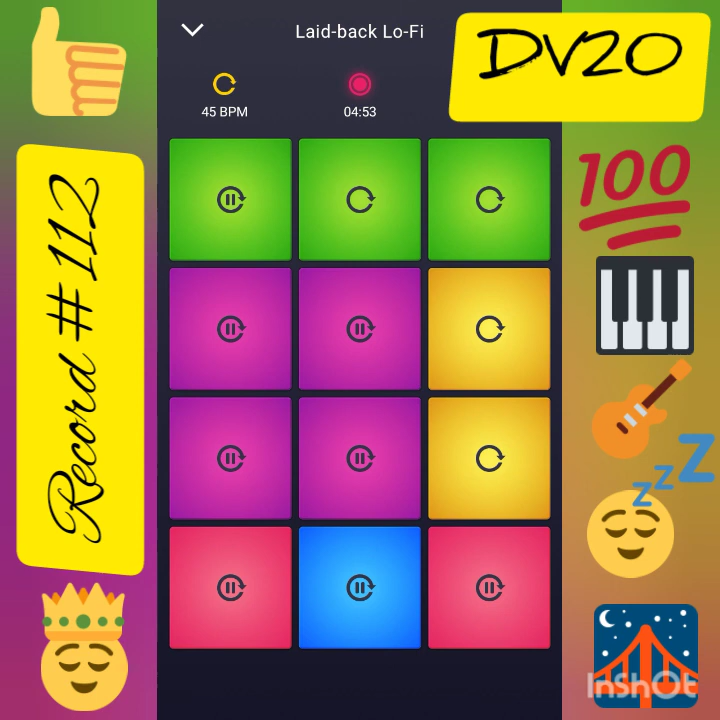 Laid-back Lo-Fi
DV20
45 BPM
04:53
Record # 112
100
z z Z
InShOt